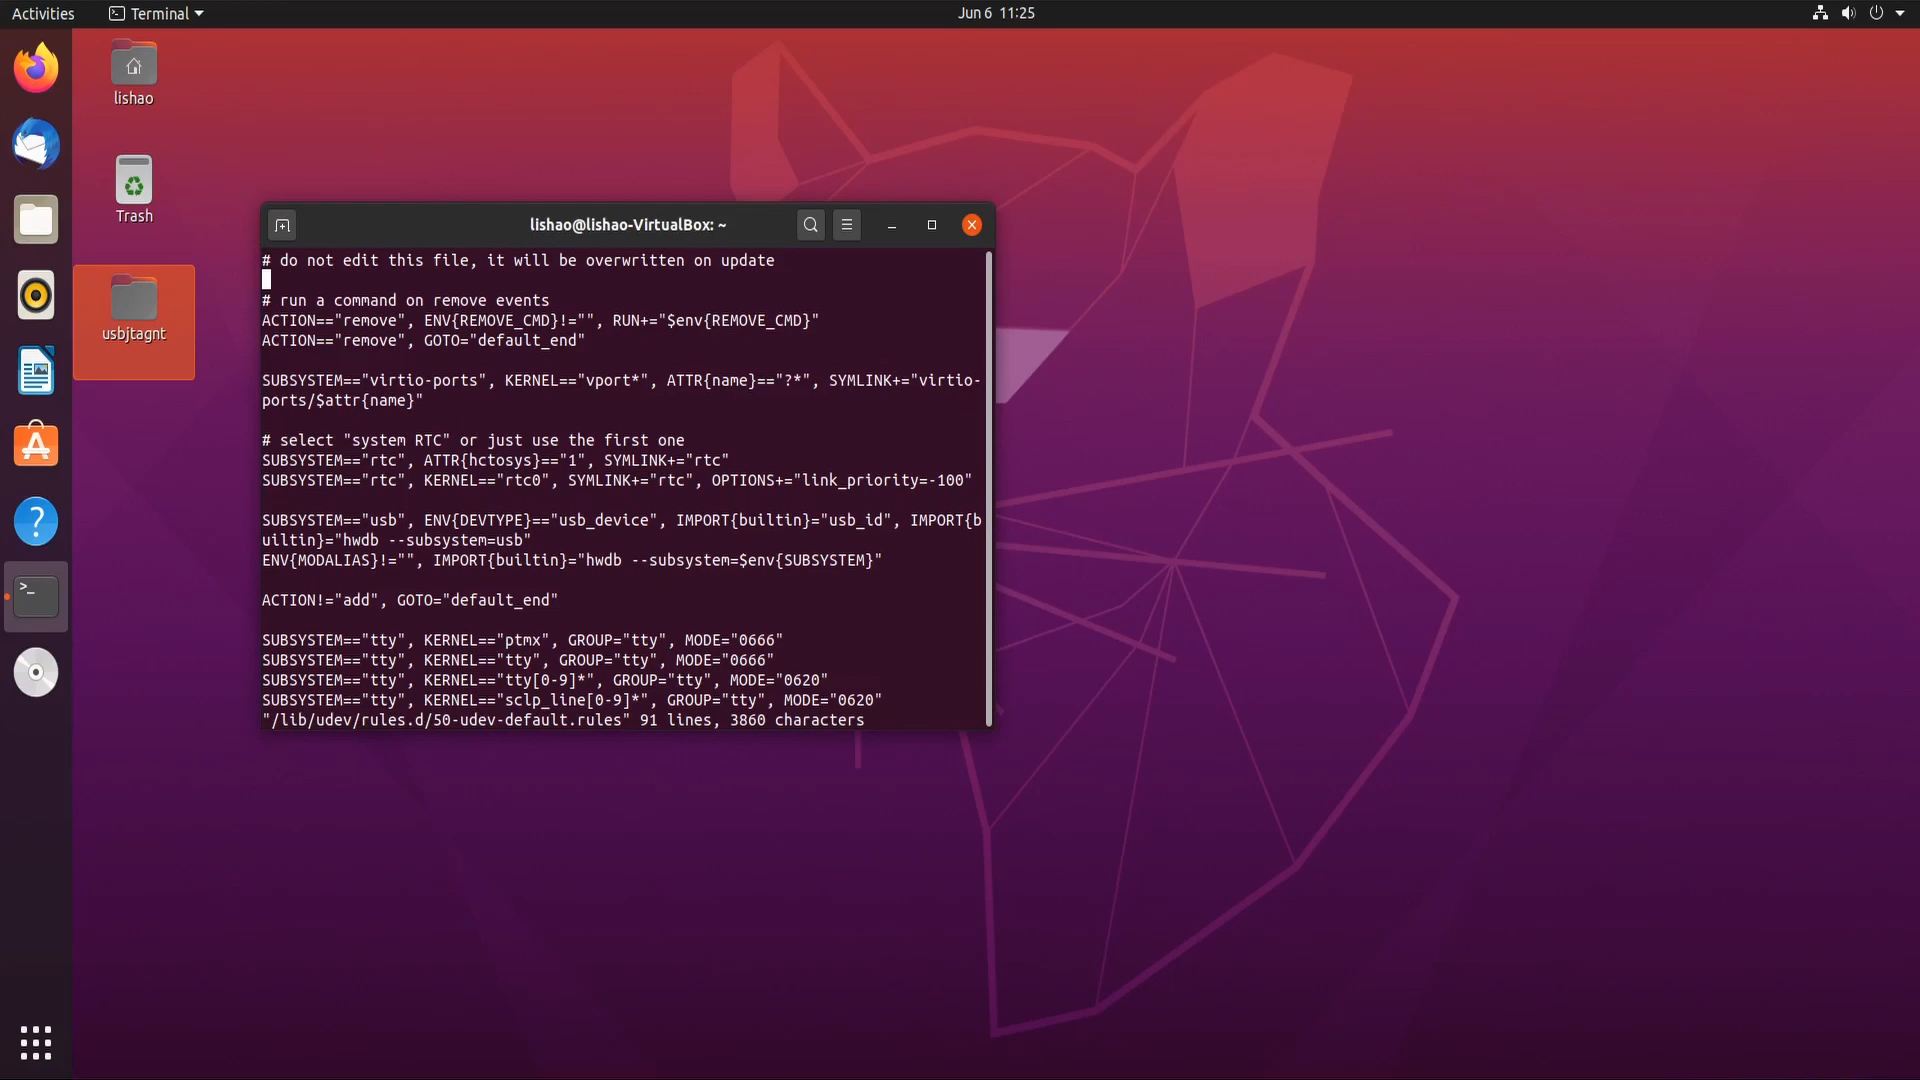 Activities
Terminal
Jun 6 11:25
lishao
Trash
usbjtagnt
lishao@lishao-VirtualBox: ~
# do not edit this file, it will be overwritten on update
# run a command on remove events
ACTION=="remove", ENV{REMOVE_CMD}!="", RUN+="$env{REMOVE_CMD}"
ACTION=="remove", GOTO="default_end"
SUBSYSTEM=="virtio-ports", KERNEL=="vport*", ATTR{name}=="?*", SYMLINK+="virtio-
ports/$attr{name}"
# select "system RTC" or just use the first one
SUBSYSTEM=="rtc", ATTR{hctosys}=="1", SYMLINK+="rtc"
SUBSYSTEM=="rtc", KERNEL=="rtc0", SYMLINK+="rtc", OPTIONS+="link_priority=-100"
SUBSYSTEM=="usb", ENV{DEVTYPE}=="usb_device", IMPORT{builtin}="usb_id", IMPORT{b
uiltin}="hwdb --subsystem=usb"
ENV{MODALIAS}!="", IMPORT{builtin}="hwdb --subsystem=$env{SUBSYSTEM}"
ACTION!="add", GOTO="default_end"
SUBSYSTEM=="tty", KERNEL=="ptmx", GROUP="tty", MODE="0666"
SUBSYSTEM=="tty", KERNEL=="tty", GROUP="tty", MODE="0666"
SUBSYSTEM=="tty", KERNEL=="tty[0-9]*", GROUP="tty", MODE="0620"
SUBSYSTEM=="tty", KERNEL=="sclp_line[0-9]*", GROUP="tty", MODE="0620"
"/lib/udev/rules.d/50-udev-default.rules" 91 lines, 3860 characters